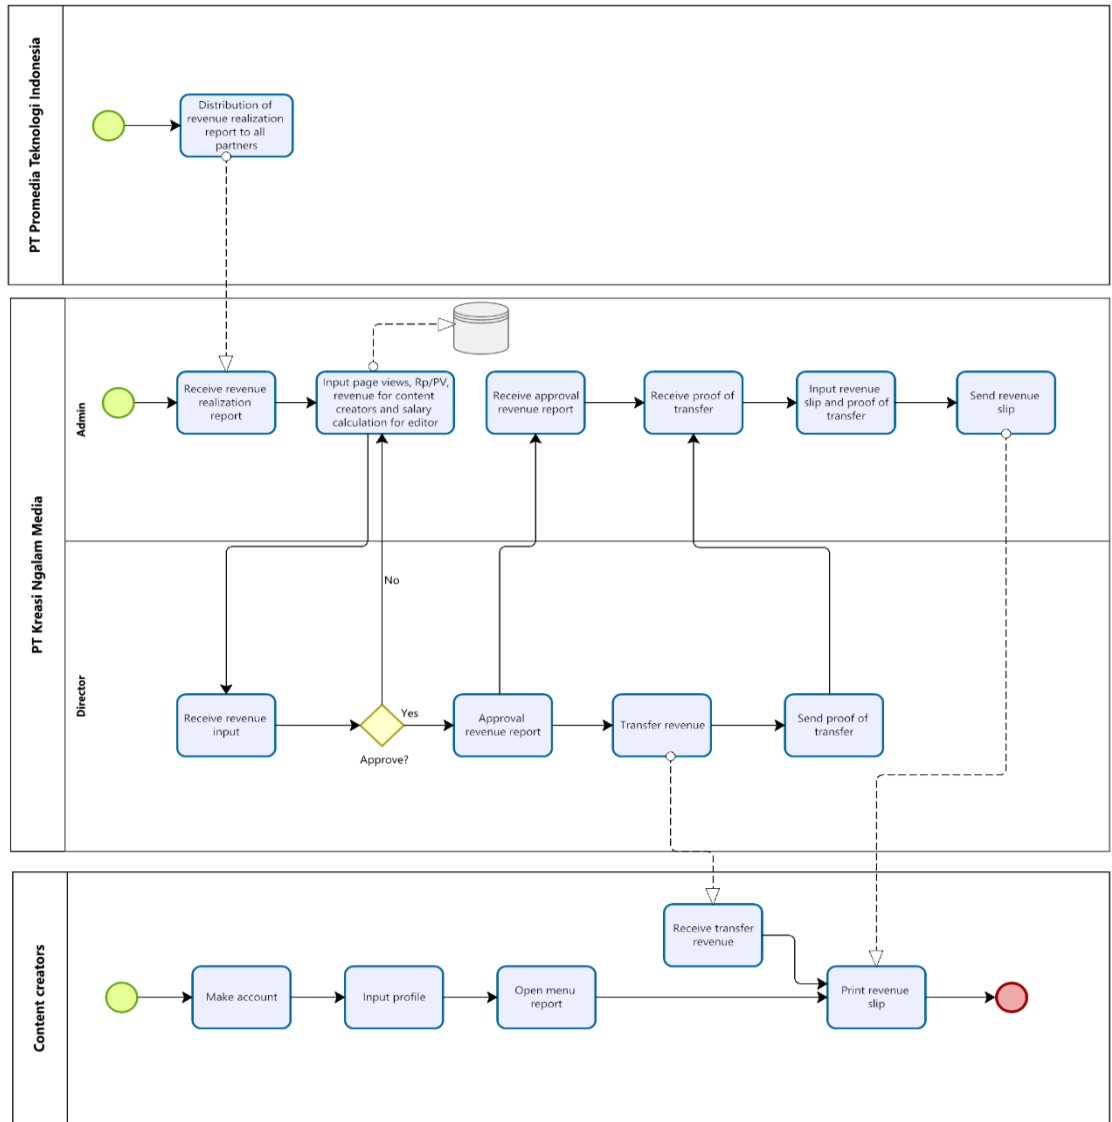 PT Promedia Teknologi Indonesia
Distribution of
revenue realization
report to all
partners
PT Kreasi Ngalam Media
Admin
Receive revenue
realization
report
Input page views, Rp/PV,
revenue for content
creators and salary
calculation for editor
Receive approval
revenue report
Receive proof of
transfer
Input revenue
slip and proof of
transfer
Send revenue
slip
Director
No
Receive revenue
input
Approve?
Yes
Approval
revenue report
Transfer revenue
Send proof of
transfer
Content creators
Receive transfer
revenue
Make account
Input profile
Open menu
report
Print revenue
slip